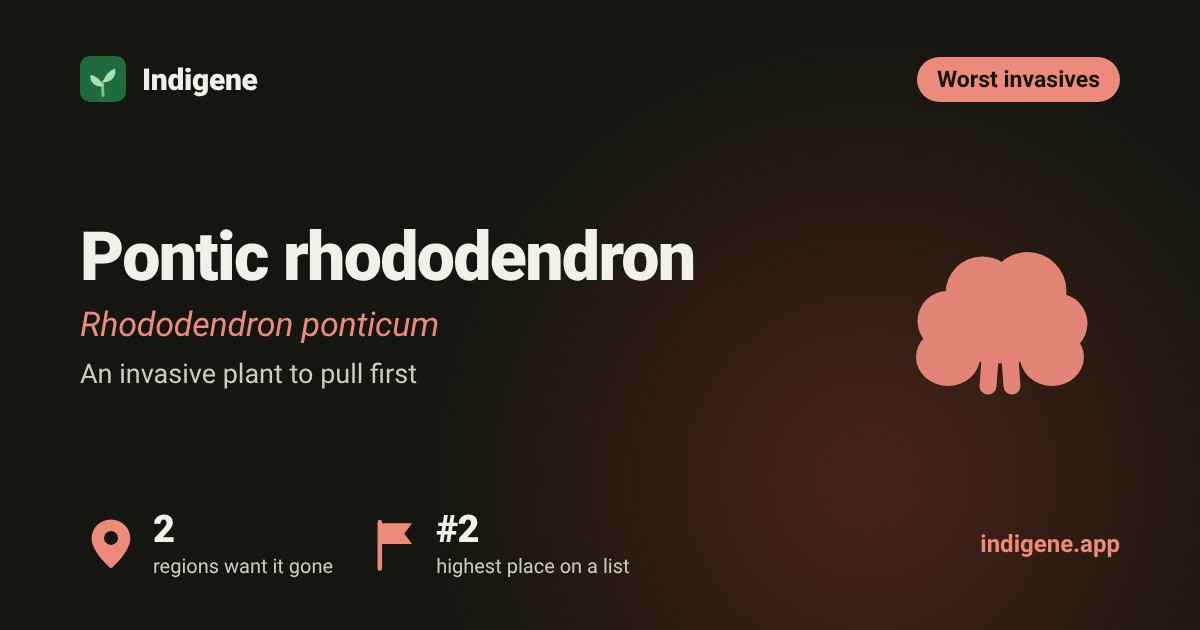 Indigene
Worst invasives
Pontic rhododendron
Rhododendron ponticum
An invasive plant to pull first
2
regions want it gone
#2
highest place on a list
indigene.app